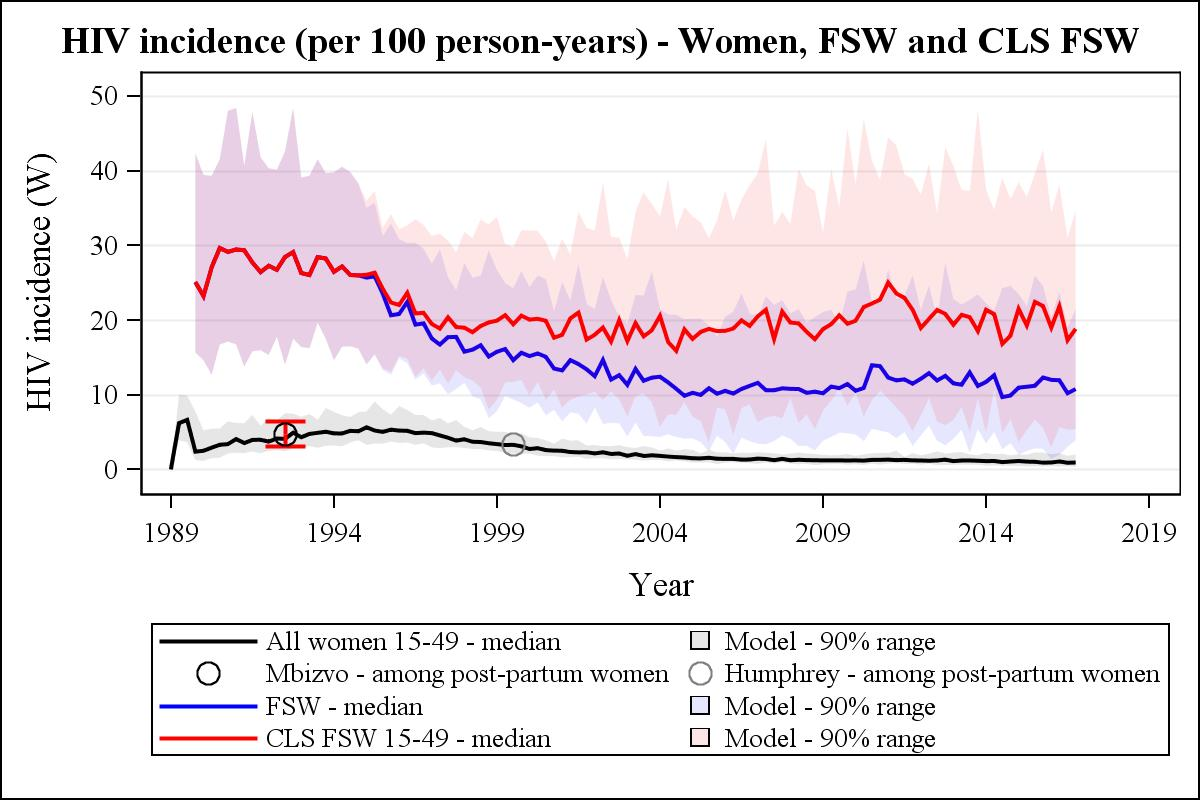 HIV incidence (per 100 person-years) - Women, FSW and CLS FSW
HIV incidence (W)
50
40
30
20
10
0
1989 1994 1999 2004 2009 2014 2019
Year
All women 15-49 - median
Model - 90% range
Mbizvo - among post-partum women
Humphrey - among post-partum women
FSW - median
Model - 90% range
CLS FSW 15-49 - median
Model - 90% range